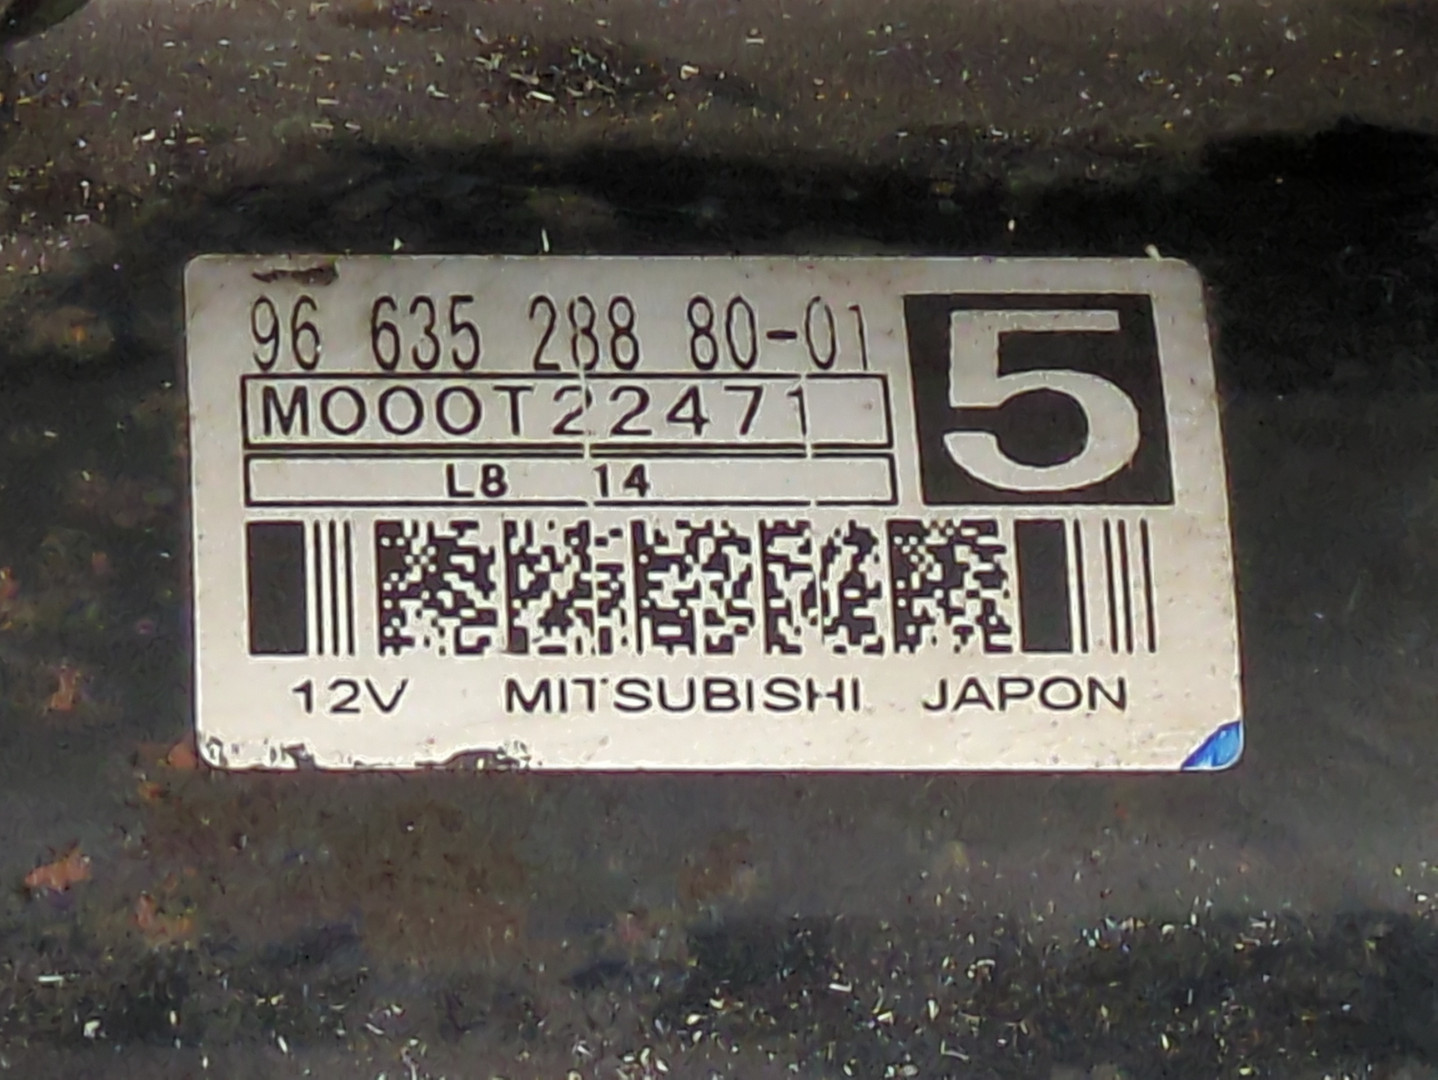 96 635 288 80-01
5
M000T22471
L8 14
12V MITSUBISHI JAPON